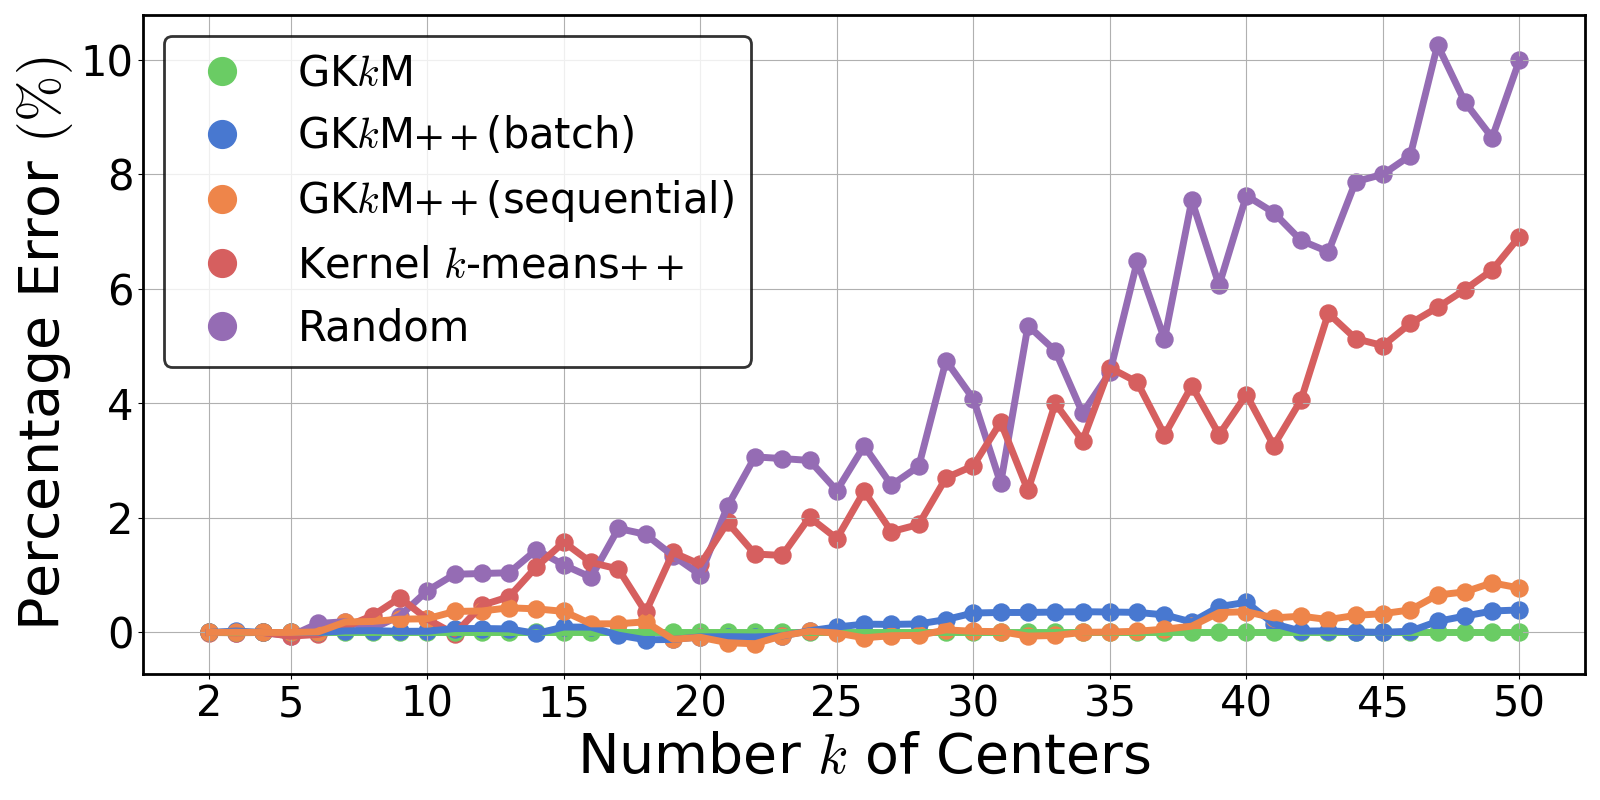 Percentage Error (%)
10
8
6
4
2
0
GKkM
GKkM++(batch)
GKkM++(sequential)
Kernel k-means++
Random
2 5 10 15 20 25 30 35 40 45 50
Number k of Centers